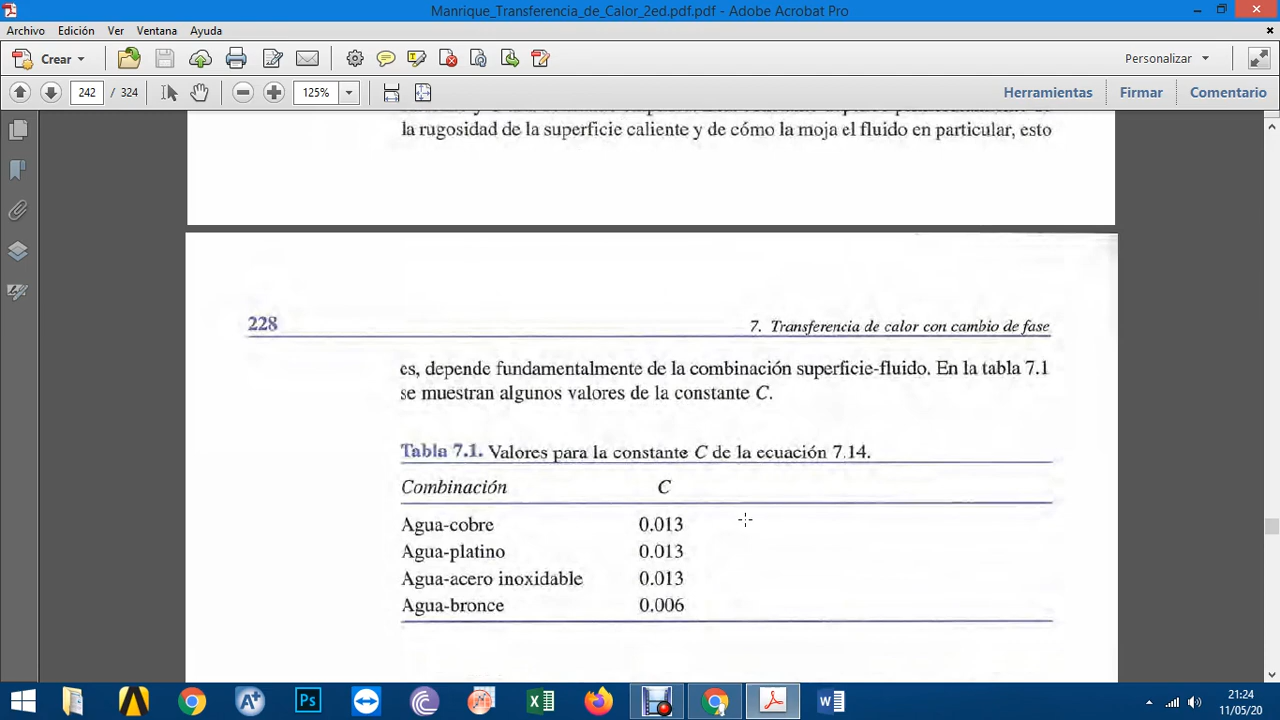 Manrique_Transferencia_de_Calor_2ed.pdf.pdf - Adobe Acrobat Pro
Archivo Edición Ver Ventana Ayuda
Crear Personalizar
242 / 324 125% Herramientas Firmar Comentario
la rugosidad de la superficie caliente y de cómo la moja el fluido en particular, esto
228 7. Transferencia de calor con cambio de fase
es, depende fundamentalmente de la combinación superficie-fluido. En la tabla 7.1
se muestran algunos valores de la constante C.
Tabla 7.1. Valores para la constante C de la ecuación 7.14.
Combinación C
Agua-cobre 0.013
Agua-platino 0.013
Agua-acero inoxidable 0.013
Agua-bronce 0.006
A+ Ps
21:24
11/05/20